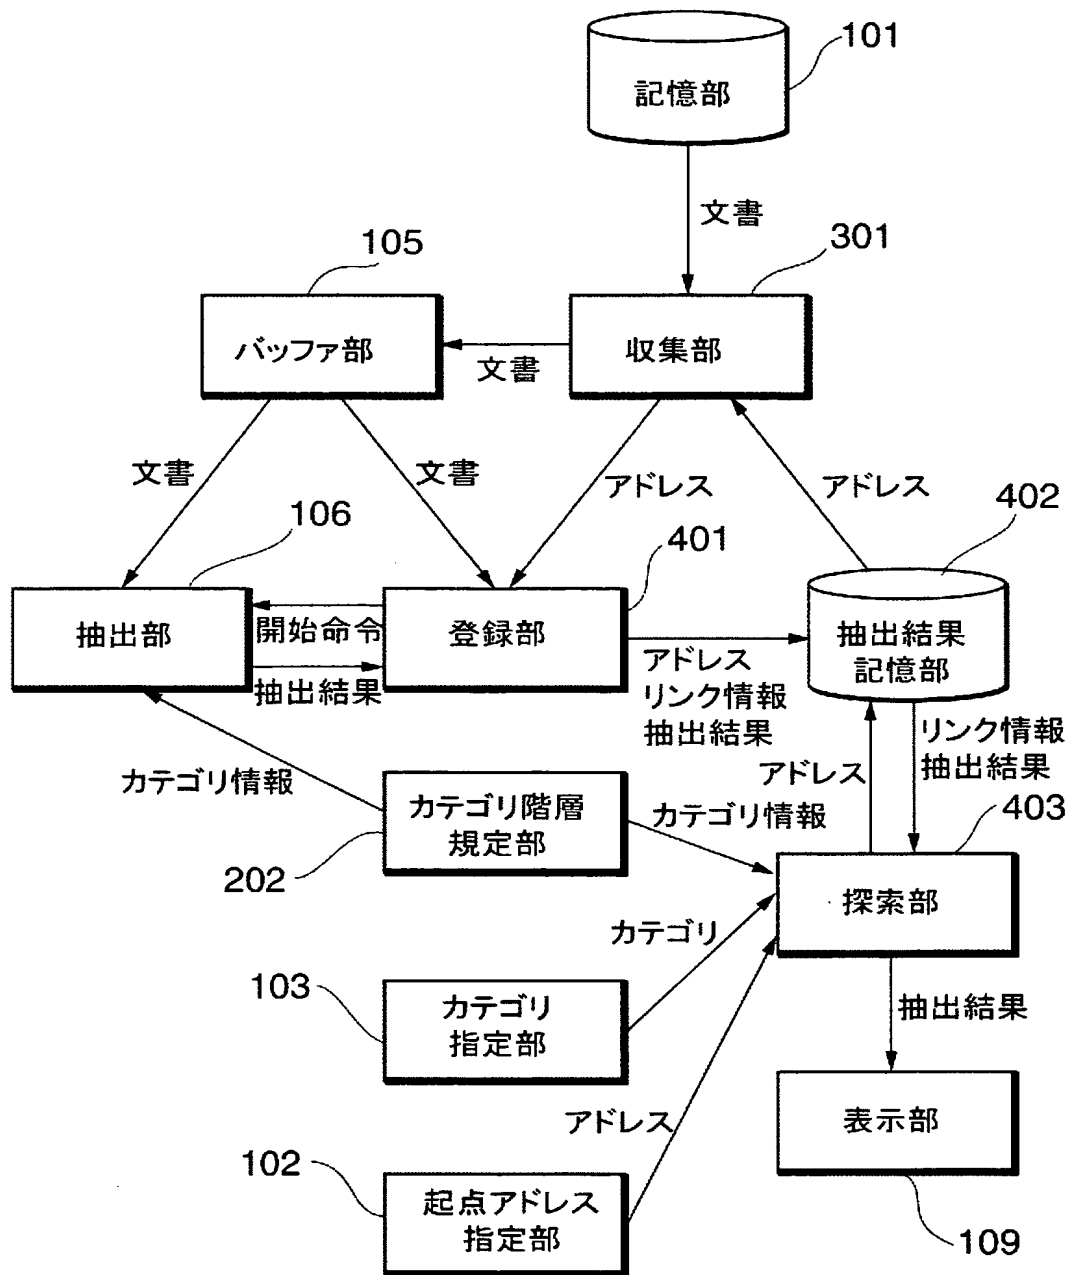 101
記憶部
文書
301
105
バッファ部
収集部
文書
文書
文書
アドレス
アドレス
106
401
402
抽出部
開始命令
登録部
抽出結果
記憶部
抽出結果
アドレス
リンク情報
抽出結果
カテゴリ情報
アドレス
リンク情報
抽出結果
カテゴリ階層
規定部
202
カテゴリ情報
403
探索部
カテゴリ
103
カテゴリ
指定部
抽出結果
アドレス
表示部
102
起点アドレス
指定部
109